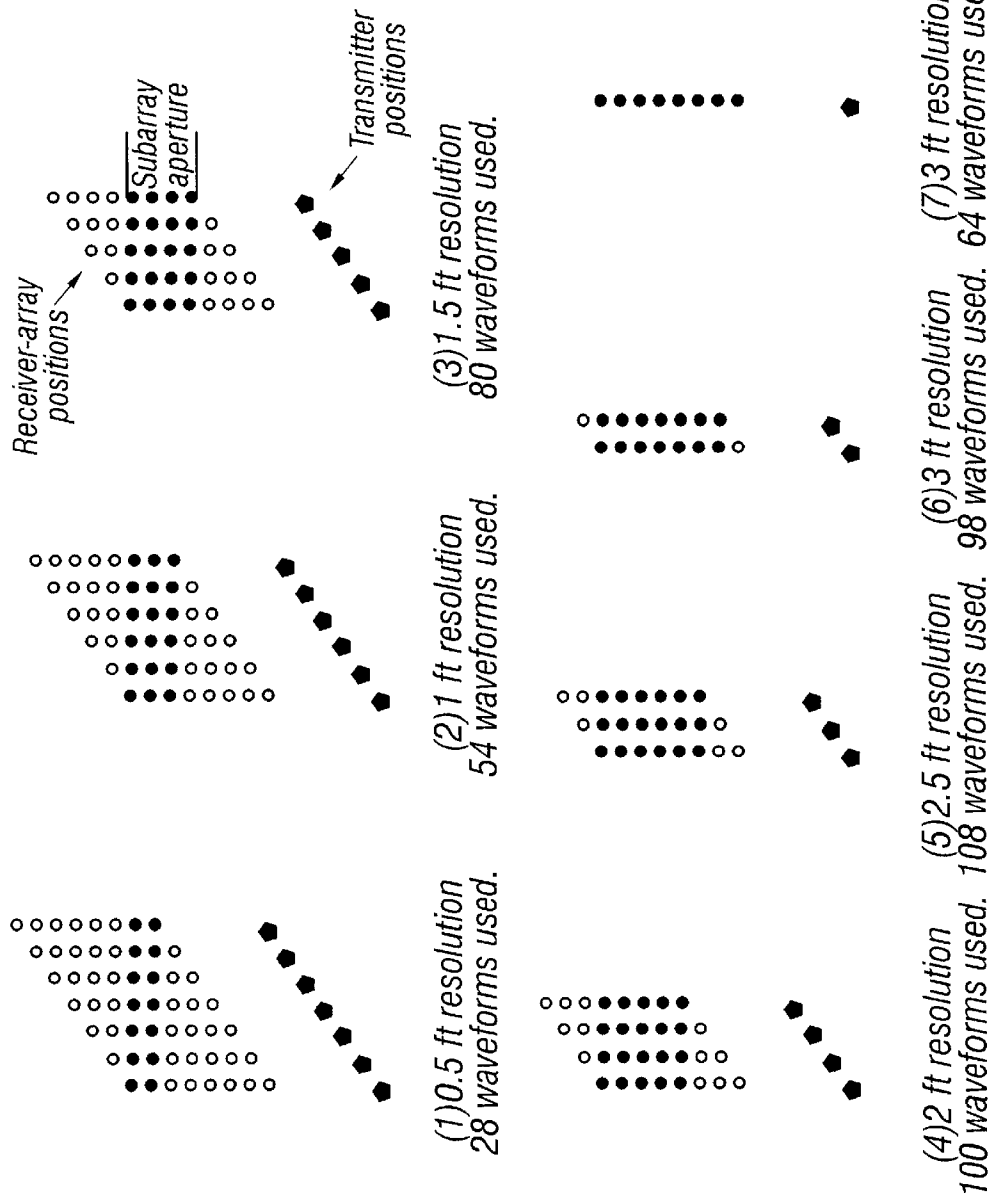 Receiver-array
positions
Subarray
aperture
Transmitter
positions
(1)0.5 ft resolution
28 waveforms used.
(2)1 ft resolution
54 waveforms used.
(3)1.5 ft resolution
80 waveforms used.
(4)2 ft resolution
100 waveforms used.
(5)2.5 ft resolution
108 waveforms used.
(6)3 ft resolution
98 waveforms used.
(7)3 ft resolution
64 waveforms use